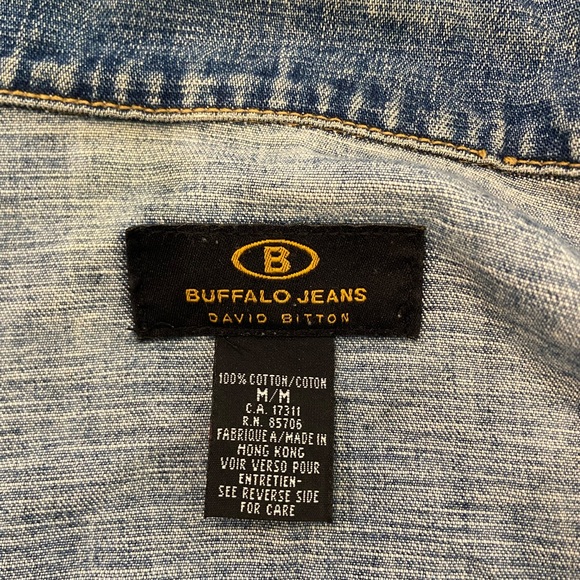 B
BUFFALO JEANS
DAVID BITTON
100% COTTON/COTON
M/M
C.A. 17311
R.N. 85706
FABRIQUE A/MADE IN
HONG KONG
VOIR VERSO POUR
ENTRETIEN-
SEE REVERSE SIDE
FOR CARE